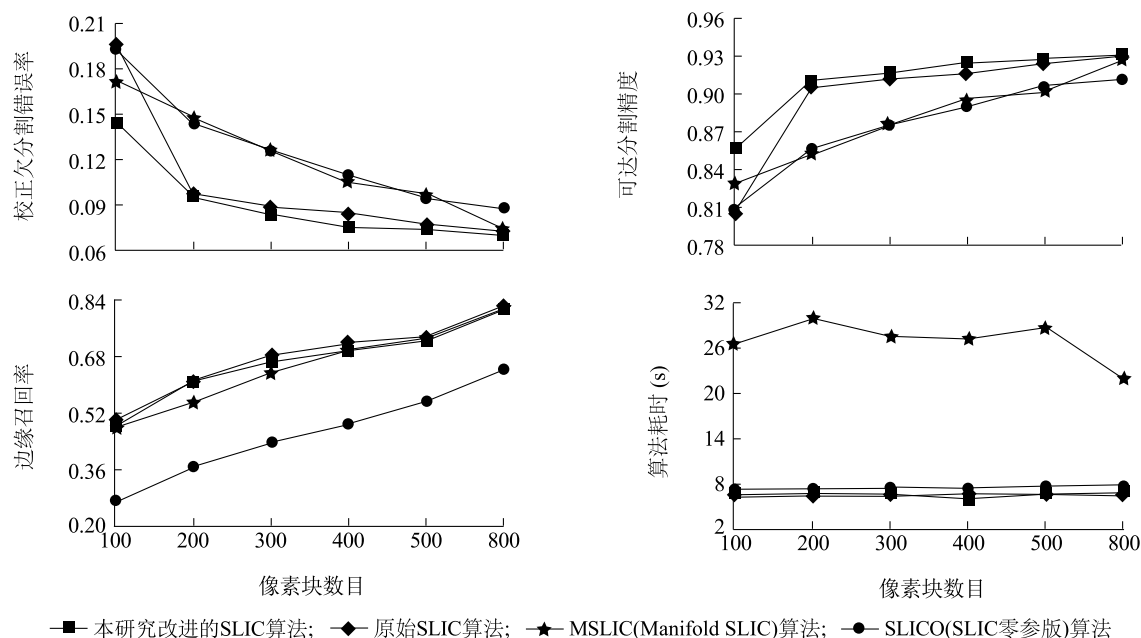 校正欠分割错误率
0.21
0.18
0.15
0.12
0.09
0.06
可达分割精度
0.96
0.93
0.90
0.87
0.84
0.81
0.78
边缘召回率
0.84
0.68
0.52
0.36
0.20
100 200 300 400 500 800
像素块数目
算法耗时 (s)
32
26
20
14
8
2
100 200 300 400 500 800
像素块数目
本研究改进的SLIC算法; 原始SLIC算法; MSLIC(Manifold SLIC)算法; SLICO(SLIC零参版)算法